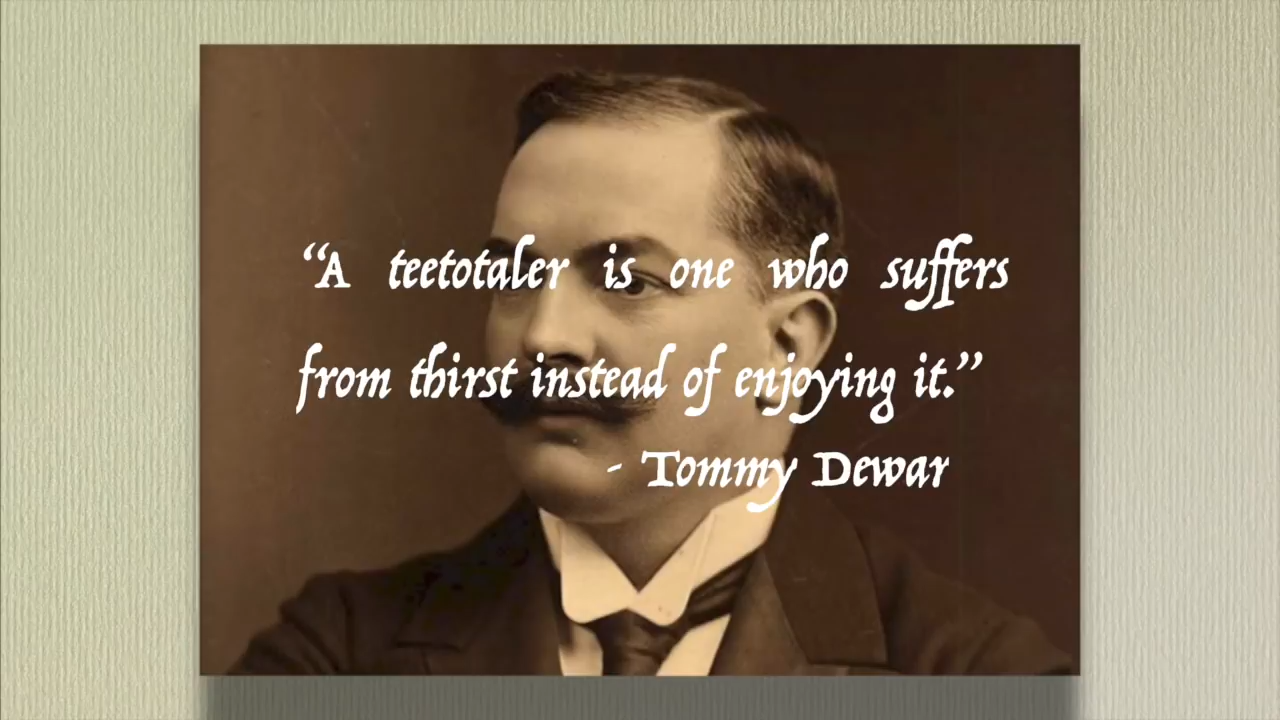 “A teetotaler is one who suffers
from thirst instead of enjoying it.”
- Tommy Dewar